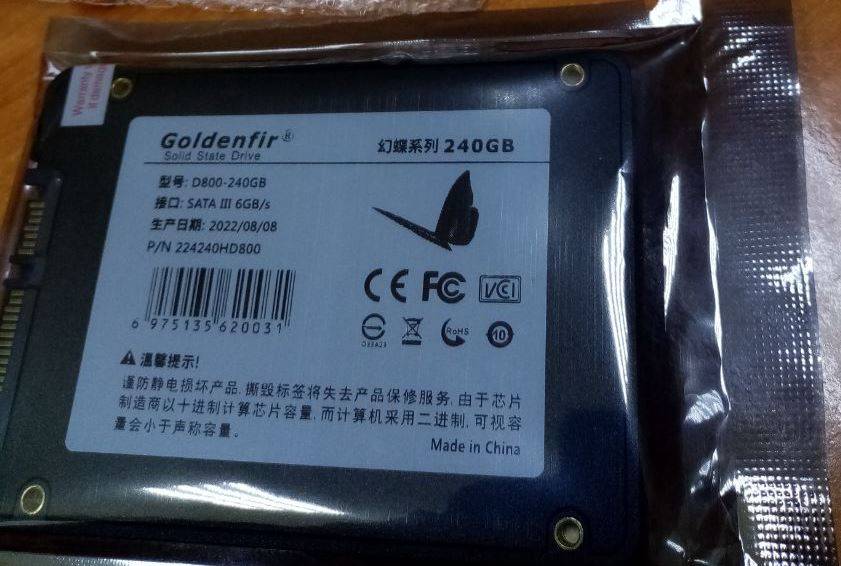 Warranty
if damag
Goldenfir®
Solid State Drive
幻蝶系列 240GB
型号: D800-240GB
接口: SATA III 6GB/s
生产日期: 2022/08/08
P/N 224240HD800
6 975135 620031
CE FC VCI
RoHS
10
温馨提示!
谨防静电损坏产品, 撕毁标签将失去产品保修服务, 由于芯片
制造商以十进制计算芯片容量, 而计算机采用二进制, 可视容
量会小于声称容量。
Made in China